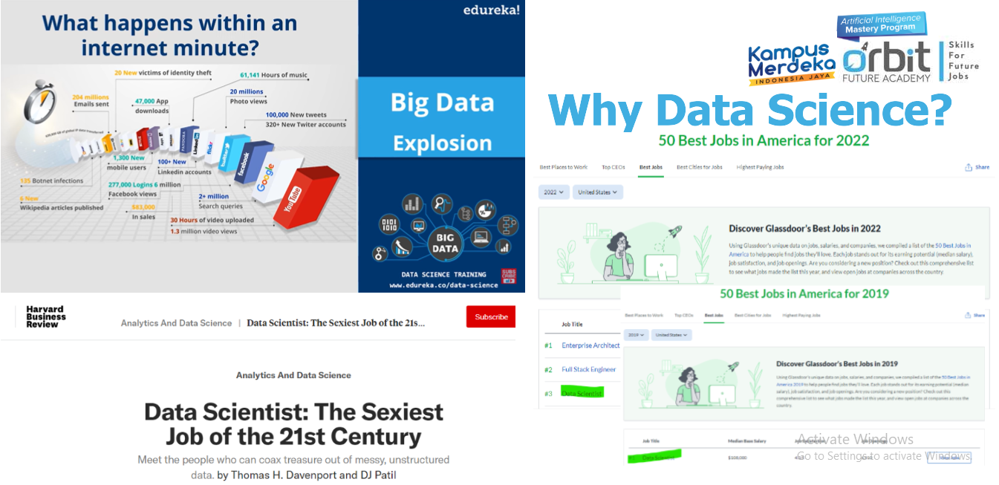 What happens within an
internet minute?
20 New victims of identity theft
61,141 Hours of music
204 millions
Emails sent
47,000 App
downloads
20 millions
Photo views
100,000 New tweets
320+ New Twiter accounts
PANDORA
LinkedIn
flickr
twitter
facebook
Google
YouTube
1,300 New
mobile users
100+ New
Linkedin accounts
135 Botnet infections
277,000 Logins 6 million
Facebook views
6 New
Wikipedia articles published
2+ million
Search queries
$83,000
In sales
30 Hours of video uploaded
1.3 million video views
edureka!
Big Data
Explosion
BIG
DATA
DATA SCIENCE TRAINING
www.edureka.co/data-science
SUBS
CRIBE
Harvard
Business
Review
Analytics And Data Science | Data Scientist: The Sexiest Job of the 21s...
Subscribe
Analytics And Data Science
Data Scientist: The Sexiest
Job of the 21st Century
Meet the people who can coax treasure out of messy, unstructured
data. by Thomas H. Davenport and DJ Patil
Artificial Intelligence
Mastery Program
Kampus
Merdeka
INDONESIA JAYA
orbit
FUTURE ACADEMY
Skills
For
Future
Jobs
Why Data Science?
50 Best Jobs in America for 2022
Best Places to Work Top CEOs Best Jobs Best Cities for Jobs Highest Paying Jobs
Share
2022 United States
Discover Glassdoor's Best Jobs in 2022
Using Glassdoor's unique data on jobs, salaries, and companies, we compiled a list of the 50 Best Jobs in
America to help people find jobs they'll love. Each job stands out for its earning potential (median salary),
job satisfaction, and job openings. Are you considering a new position? Check out this comprehensive list
to see what jobs made the list this year, and view open jobs at companies across the country.
Job Title
#1 Enterprise Architect
#2 Full Stack Engineer
#3 Data Scientist
50 Best Jobs in America for 2019
Best Places to Work Top CEOs Best Jobs Best Cities for Jobs Highest Paying Jobs
Share
2019 United States
Discover Glassdoor's Best Jobs in 2019
Using Glassdoor's unique data on jobs, salaries, and companies, we compiled a list of the 50 Best Jobs in
America 2019 to help people find jobs they'll love. Each job stands out for its earning potential (median
salary), job satisfaction, and job openings. Are you considering a new position? Check out this
comprehensive list to see what jobs made the list this year, and view open jobs at companies across the
country.
Job Title Median Base Salary
Data Scientist $108,000
Activate Windows
Go to Settings to activate Windows.